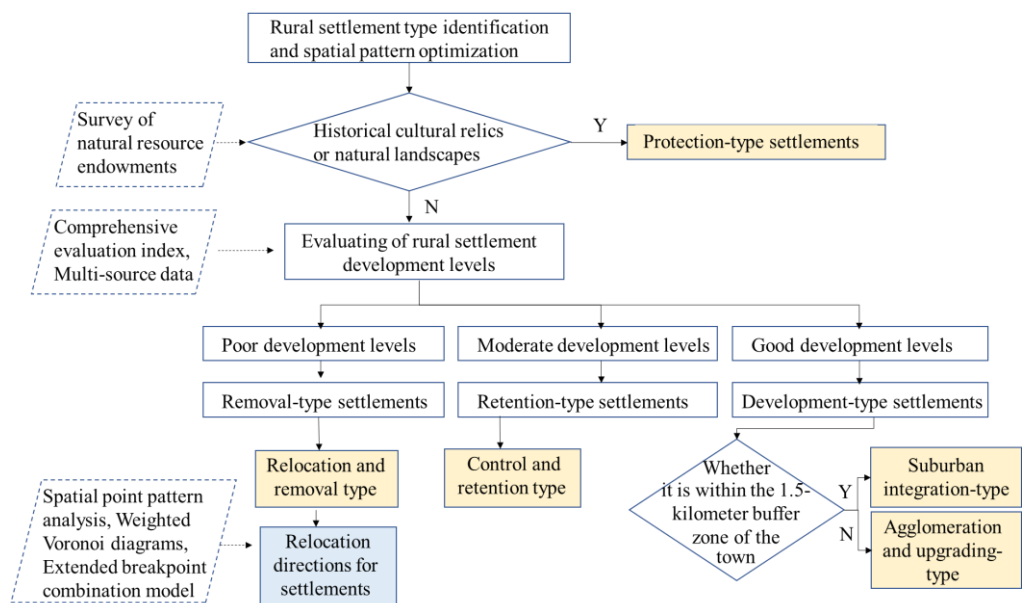 Rural settlement type identification
and spatial pattern optimization
Survey of
natural resource
endowments
Historical cultural relics
or natural landscapes
Y
Protection-type settlements
N
Comprehensive
evaluation index,
Multi-source data
Evaluating of rural settlement
development levels
Poor development levels
Moderate development levels
Good development levels
Removal-type settlements
Retention-type settlements
Development-type settlements
Relocation and
removal type
Control and
retention type
Whether
it is within the 1.5-
kilometer buffer
zone of the
town
Y
Suburban
integration-type
N
Agglomeration
and upgrading-
type
Spatial point pattern
analysis, Weighted
Voronoi diagrams,
Extended breakpoint
combination model
Relocation
directions for
settlements